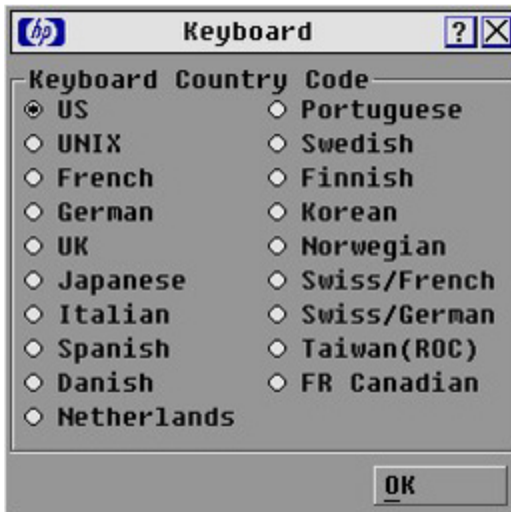 hp Keyboard ? X
Keyboard Country Code
US
UNIX
French
German
UK
Japanese
Italian
Spanish
Danish
Netherlands
Portuguese
Swedish
Finnish
Korean
Norwegian
Swiss/French
Swiss/German
Taiwan(ROC)
FR Canadian
OK